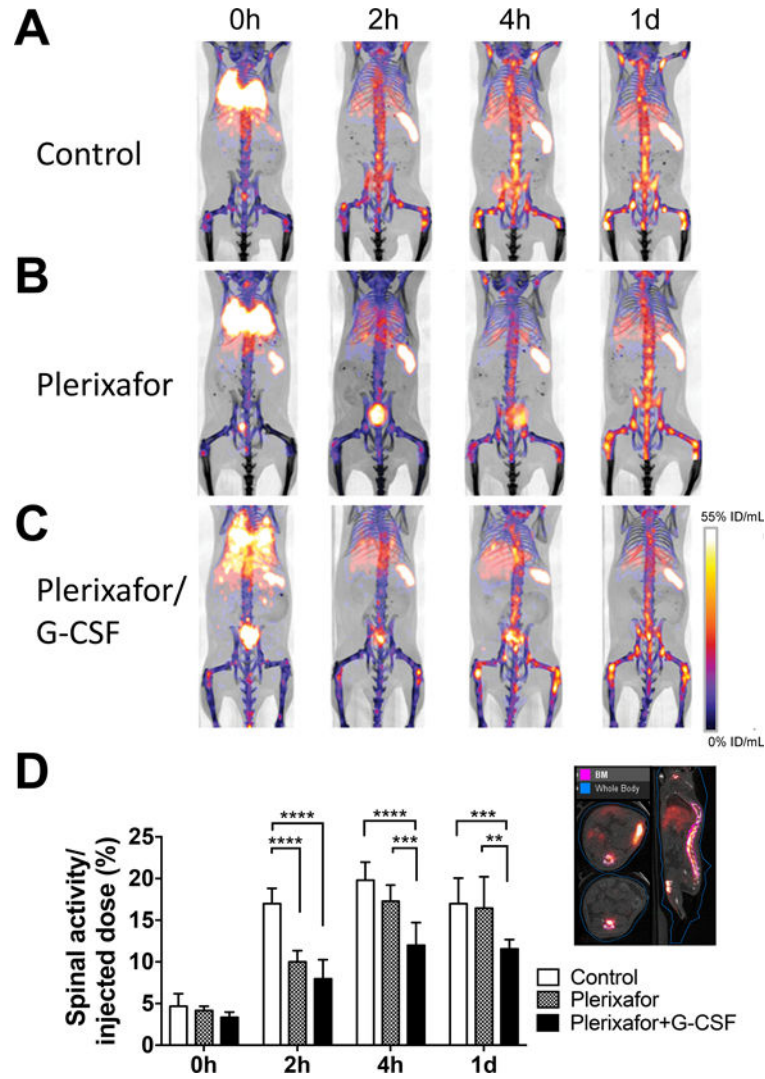 A
0h 2h 4h 1d
Control
B
Plerixafor
C
Plerixafor/
G-CSF
55% ID/mL
0% ID/mL
D
BM
Whole Body
Spinal activity/
injected dose (%)
25
20
15
10
5
0
****
****
****
***
***
**
0h 2h 4h 1d
Control
Plerixafor
Plerixafor+G-CSF